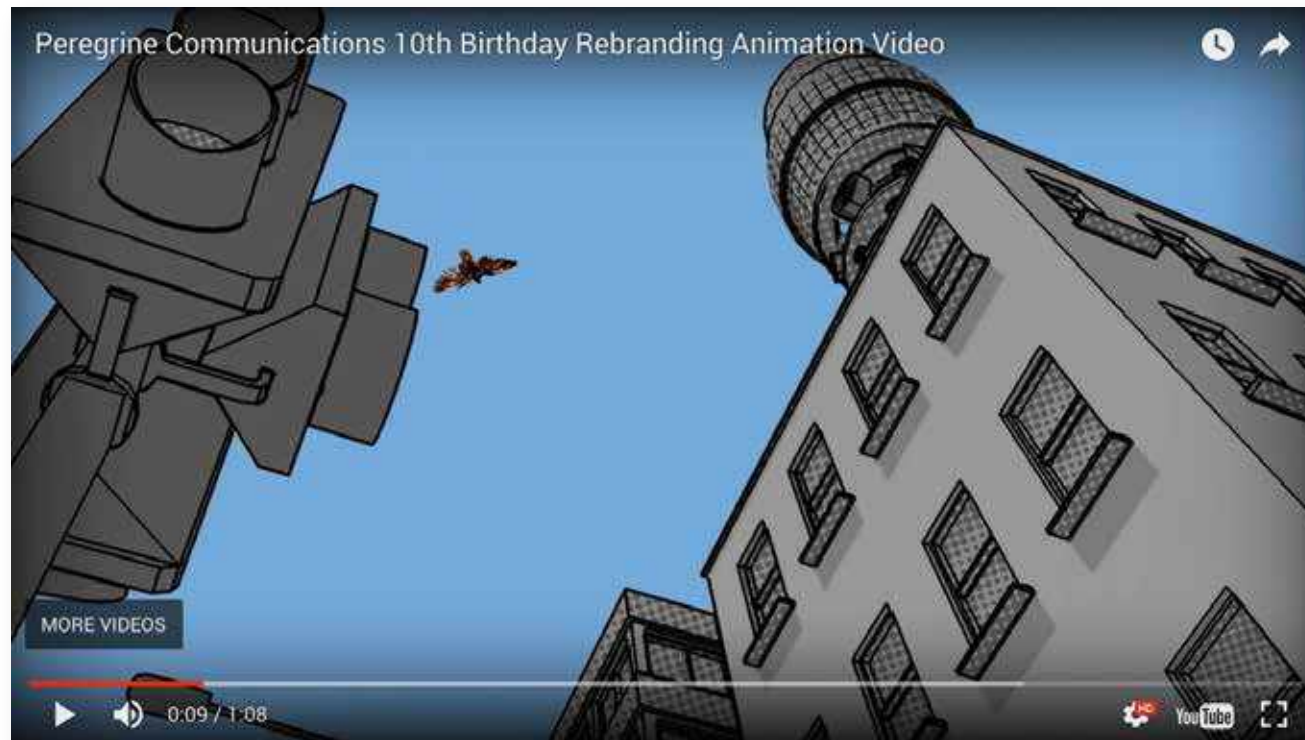 Peregrine Communications 10th Birthday Rebranding Animation Video
MORE VIDEOS
0:09 / 1:08
HD
YouTube